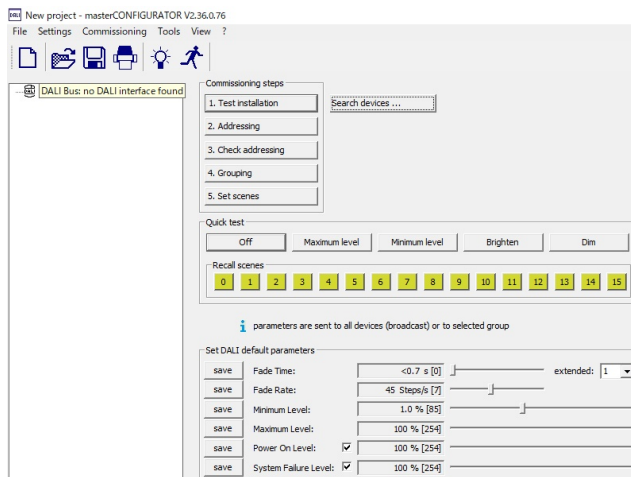 DALI New project - masterCONFIGURATOR V2.36.0.76
File Settings Commissioning Tools View ?
DALI Bus: no DALI interface found
Commissioning steps
1. Test installation Search devices ...
2. Addressing
3. Check addressing
4. Grouping
5. Set scenes
Quick test
Off Maximum level Minimum level Brighten Dim
Recall scenes
0 1 2 3 4 5 6 7 8 9 10 11 12 13 14 15
i parameters are sent to all devices (broadcast) or to selected group
Set DALI default parameters
save Fade Time: <0.7 s [0] extended: 1
save Fade Rate: 45 Steps/s [7]
save Minimum Level: 1.0 % [85]
save Maximum Level: 100 % [254]
save Power On Level: 100 % [254]
save System Failure Level: 100 % [254]